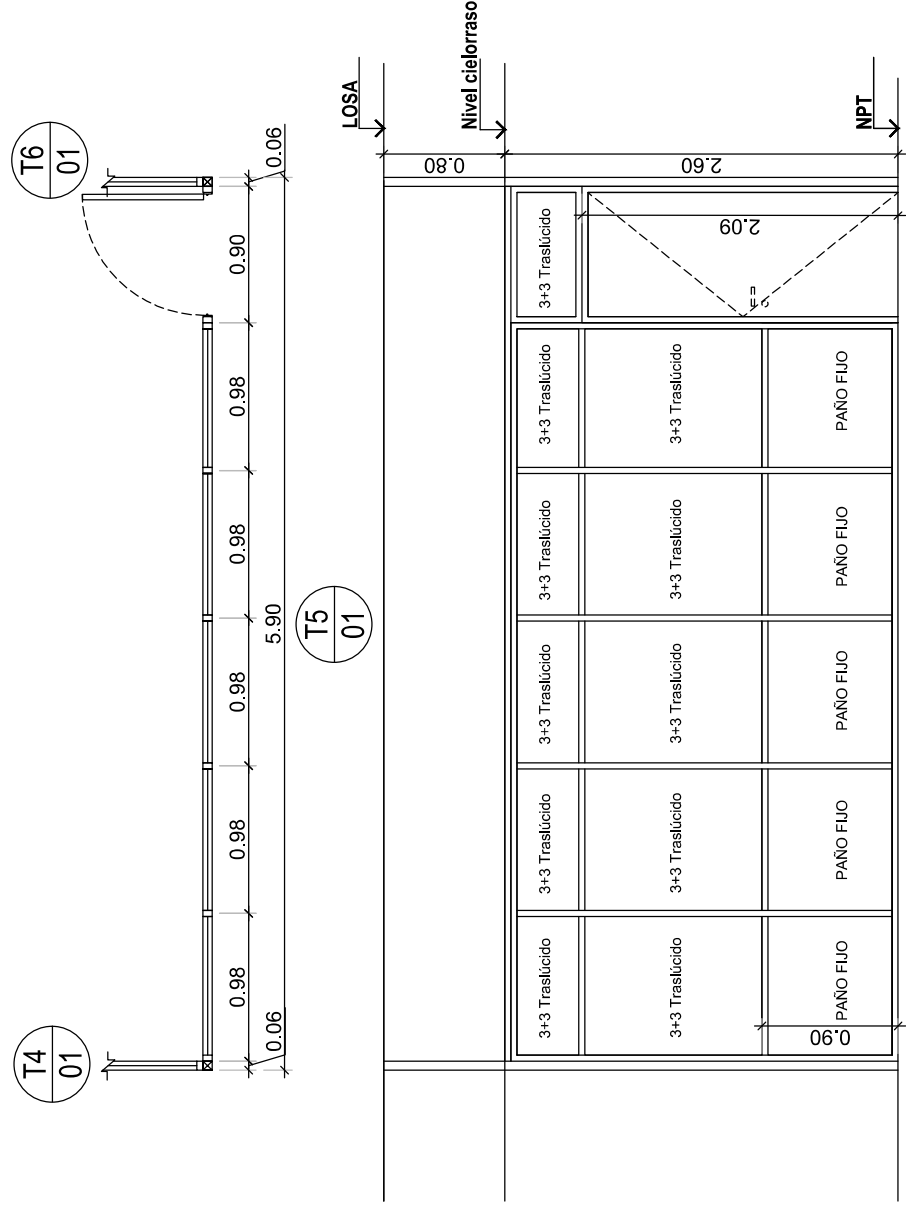 T4
01
T6
01
0.06
0.98
0.98
0.98
0.98
0.98
0.90
0.06
5.90
T5
01
LOSA
Nivel cielorraso
NPT
0.80
2.60
2.09
0.90
3+3 Traslúcido
3+3 Traslúcido
3+3 Traslúcido
3+3 Traslúcido
3+3 Traslúcido
3+3 Traslúcido
3+3 Traslúcido
3+3 Traslúcido
3+3 Traslúcido
3+3 Traslúcido
3+3 Traslúcido
PAÑO FIJO
PAÑO FIJO
PAÑO FIJO
PAÑO FIJO
PAÑO FIJO